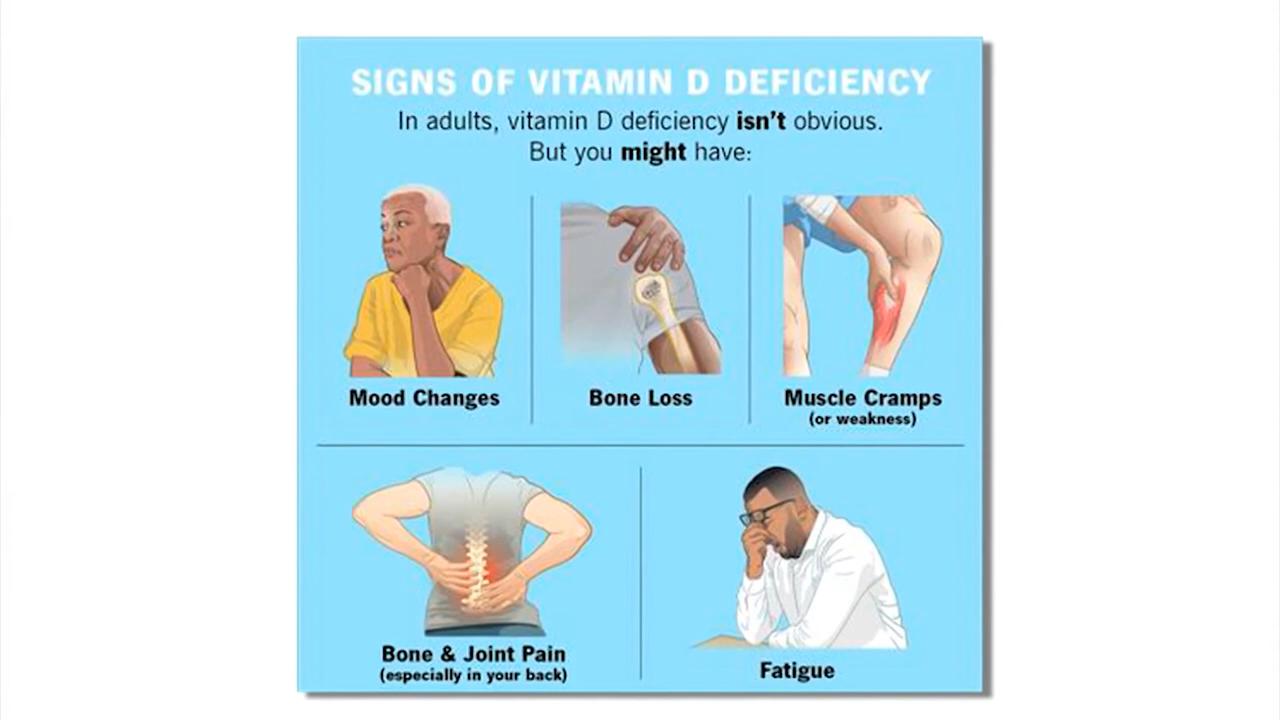 SIGNS OF VITAMIN D DEFICIENCY
In adults, vitamin D deficiency isn't obvious.
But you might have:
Mood Changes
Bone Loss
Muscle Cramps
(or weakness)
Bone & Joint Pain
(especially in your back)
Fatigue